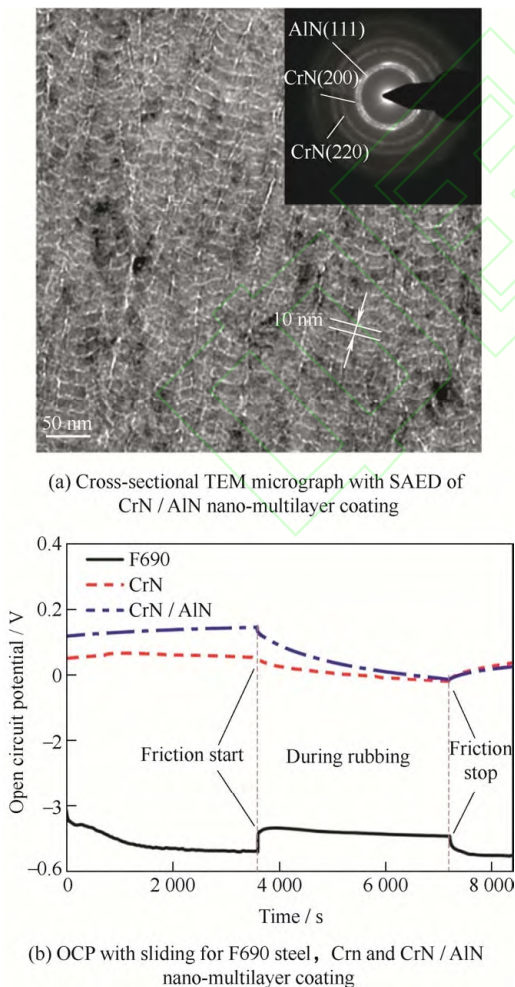 AlN(111)
CrN(200)
CrN(220)
10 nm
50 nm
(a) Cross-sectional TEM micrograph with SAED of
CrN / AlN nano-multilayer coating
0.4
F690
CrN
CrN / AlN
0.2
0
-2
-3
-0.6
Open circuit potential / V
Friction start
During rubbing
Friction
stop
0
2 000
4 000
6 000
8 000
Time / s
(b) OCP with sliding for F690 steel, Crn and CrN / AlN
nano-multilayer coating